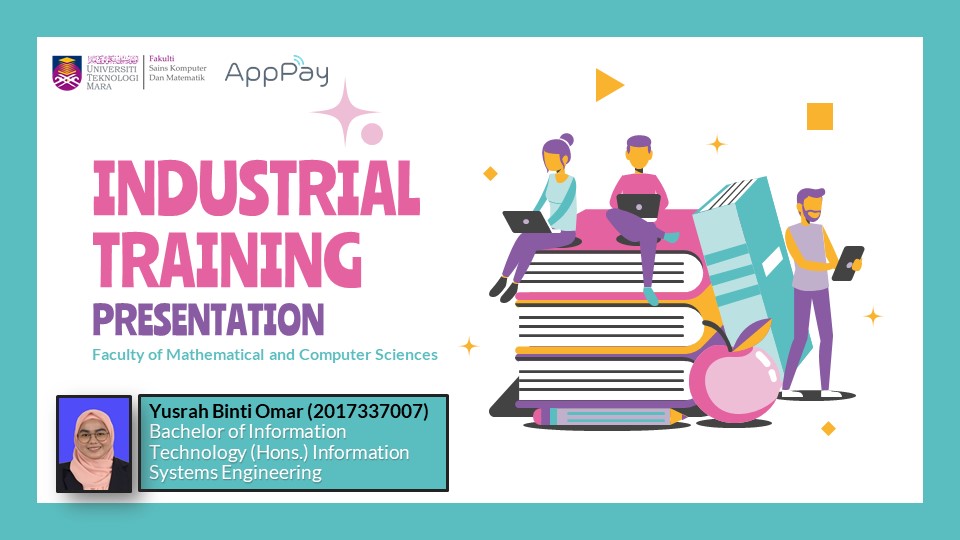 UNIVERSITI
TEKNOLOGI
MARA
Fakulti
Sains Komputer
Dan Matematik
AppPay
INDUSTRIAL
TRAINING
PRESENTATION
Faculty of Mathematical and Computer Sciences
Yusrah Binti Omar (2017337007)
Bachelor of Information
Technology (Hons.) Information
Systems Engineering